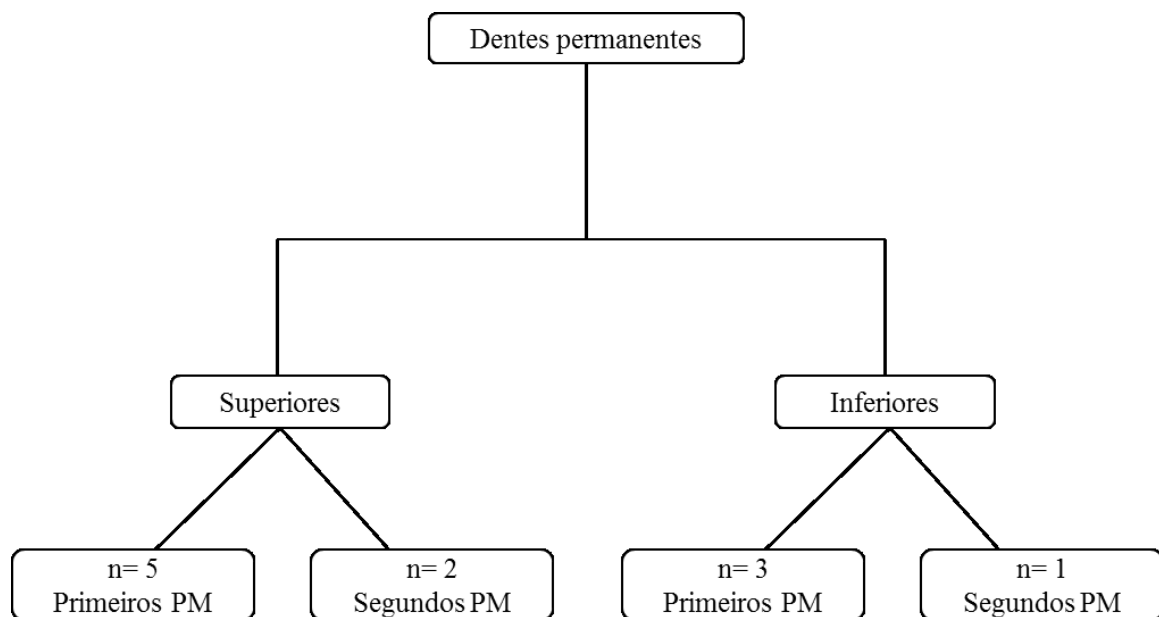 Dentes permanentes
Superiores
Inferiores
n= 5
Primeiros PM
n= 2
Segundos PM
n= 3
Primeiros PM
n= 1
Segundos PM